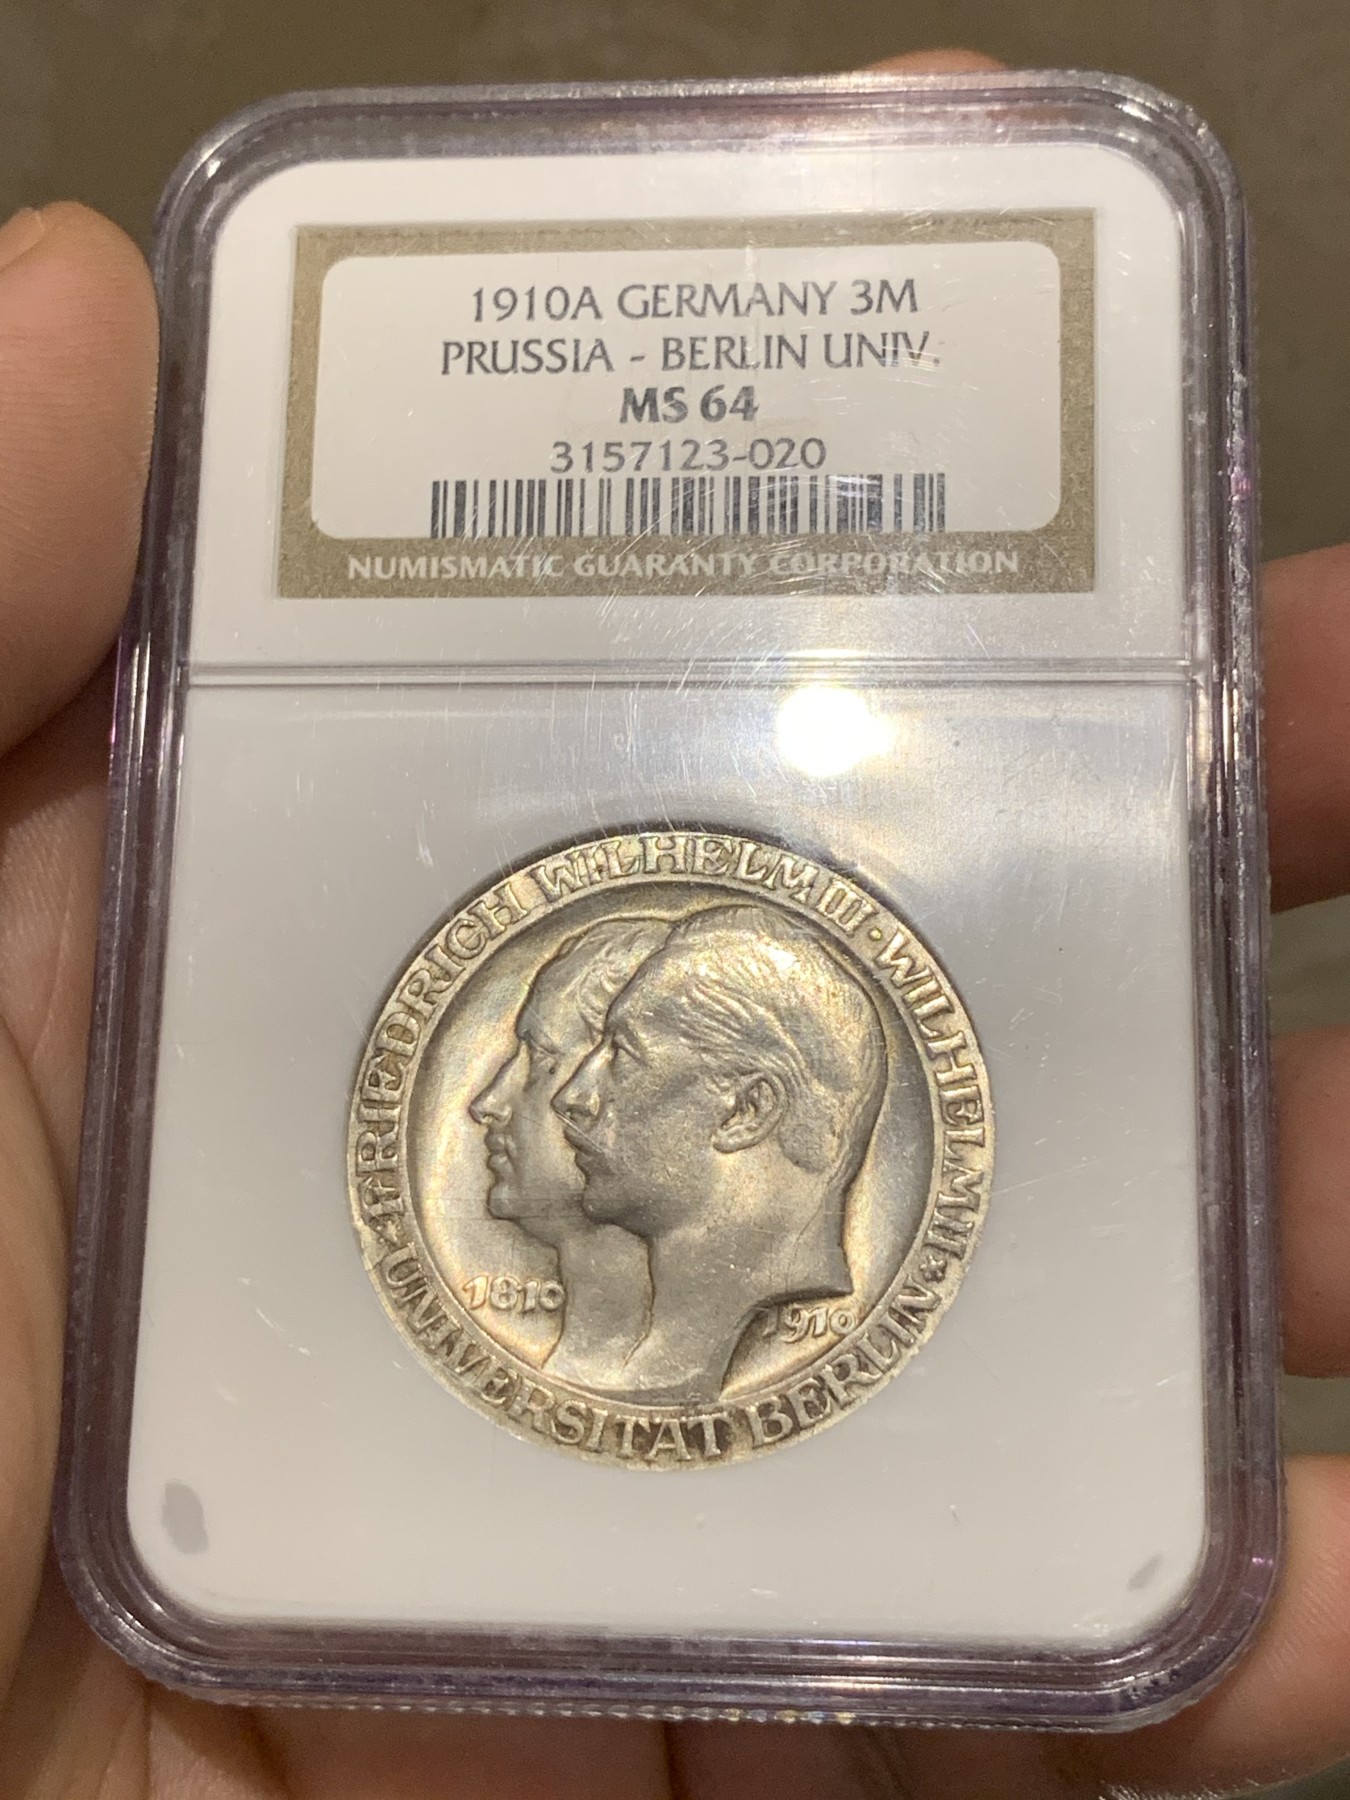 1910A GERMANY 3M
PRUSSIA - BERLIN UNIV.
MS 64
3157123-020
NUMISMATIC GUARANTY CORPORATION
FRIEDRICH WILHELM III · WILHELM II
1810
1910
UNIVERSITÄT BERLIN